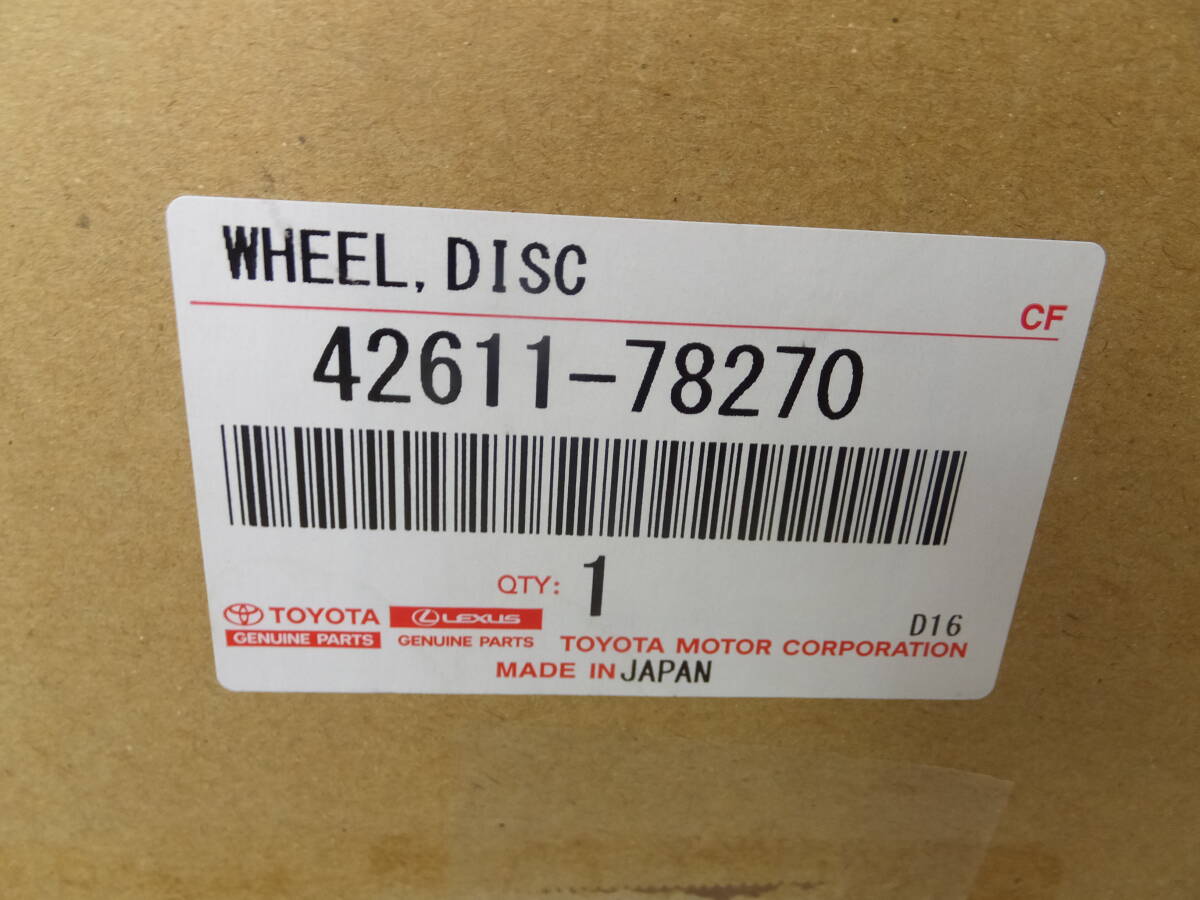 WHEEL, DISC
CF
42611-78270
QTY: 1
D16
TOYOTA LEXUS
GENUINE PARTS GENUINE PARTS TOYOTA MOTOR CORPORATION
MADE IN JAPAN